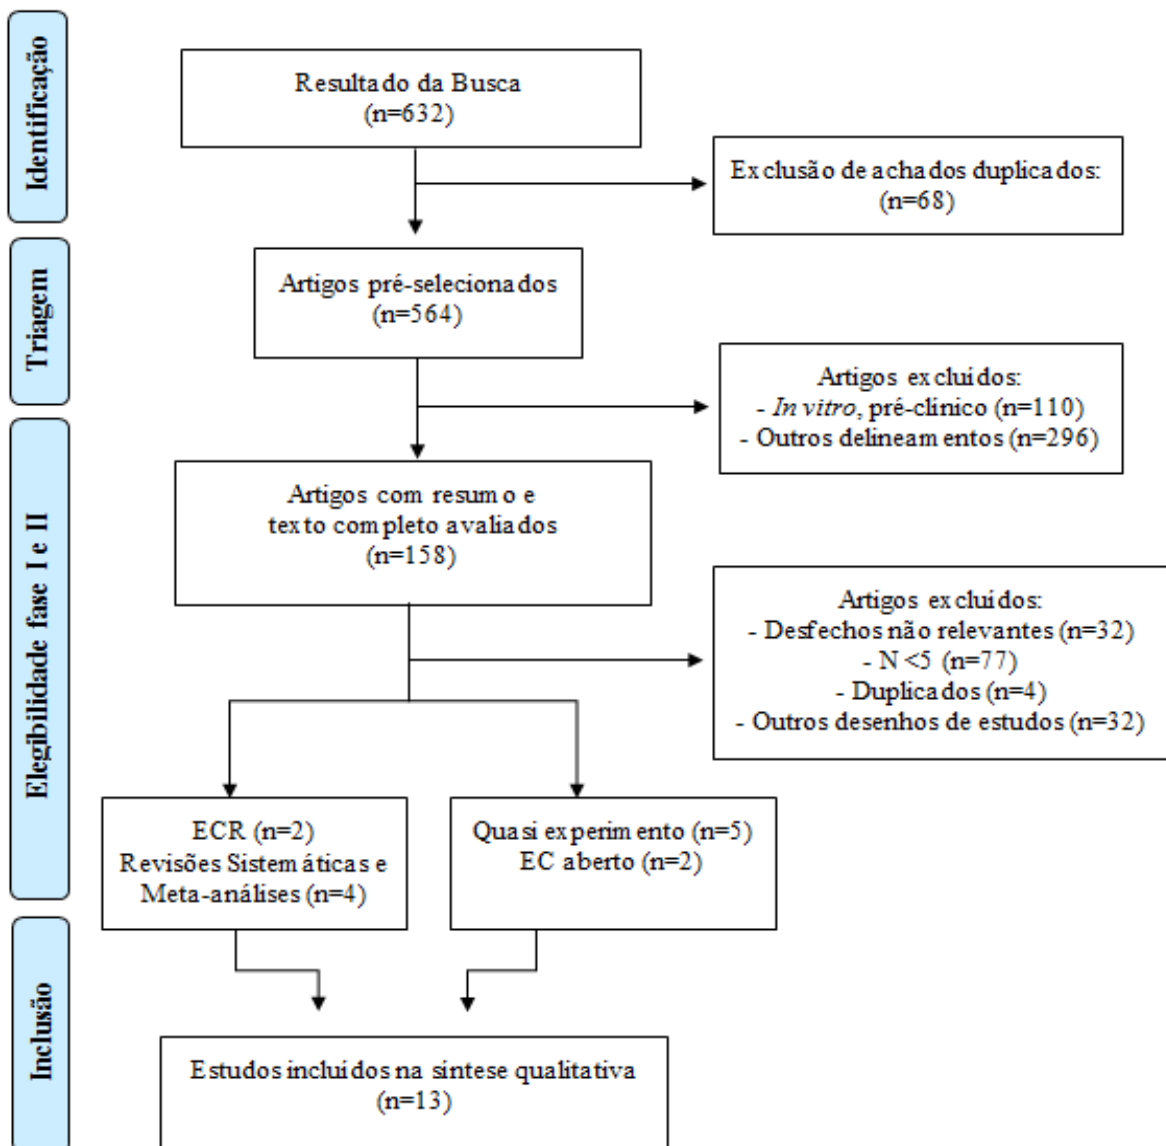 Identificação
Resultado da Busca
(n=632)
Exclusão de achados duplicados:
(n=68)
Triagem
Artigos pré-selecionados
(n=564)
Artigos excluídos:
- In vitro, pré-clínico (n=110)
- Outros delineamentos (n=296)
Elegibilidade fase I e II
Artigos com resumo e
texto completo avaliados
(n=158)
Artigos excluídos:
- Desfechos não relevantes (n=32)
- N <5 (n=77)
- Duplicados (n=4)
- Outros desenhos de estudos (n=32)
ECR (n=2)
Revisões Sistemáticas e
Meta-análises (n=4)
Quasi experimento (n=5)
EC aberto (n=2)
Inclusão
Estudos incluídos na síntese qualitativa
(n=13)